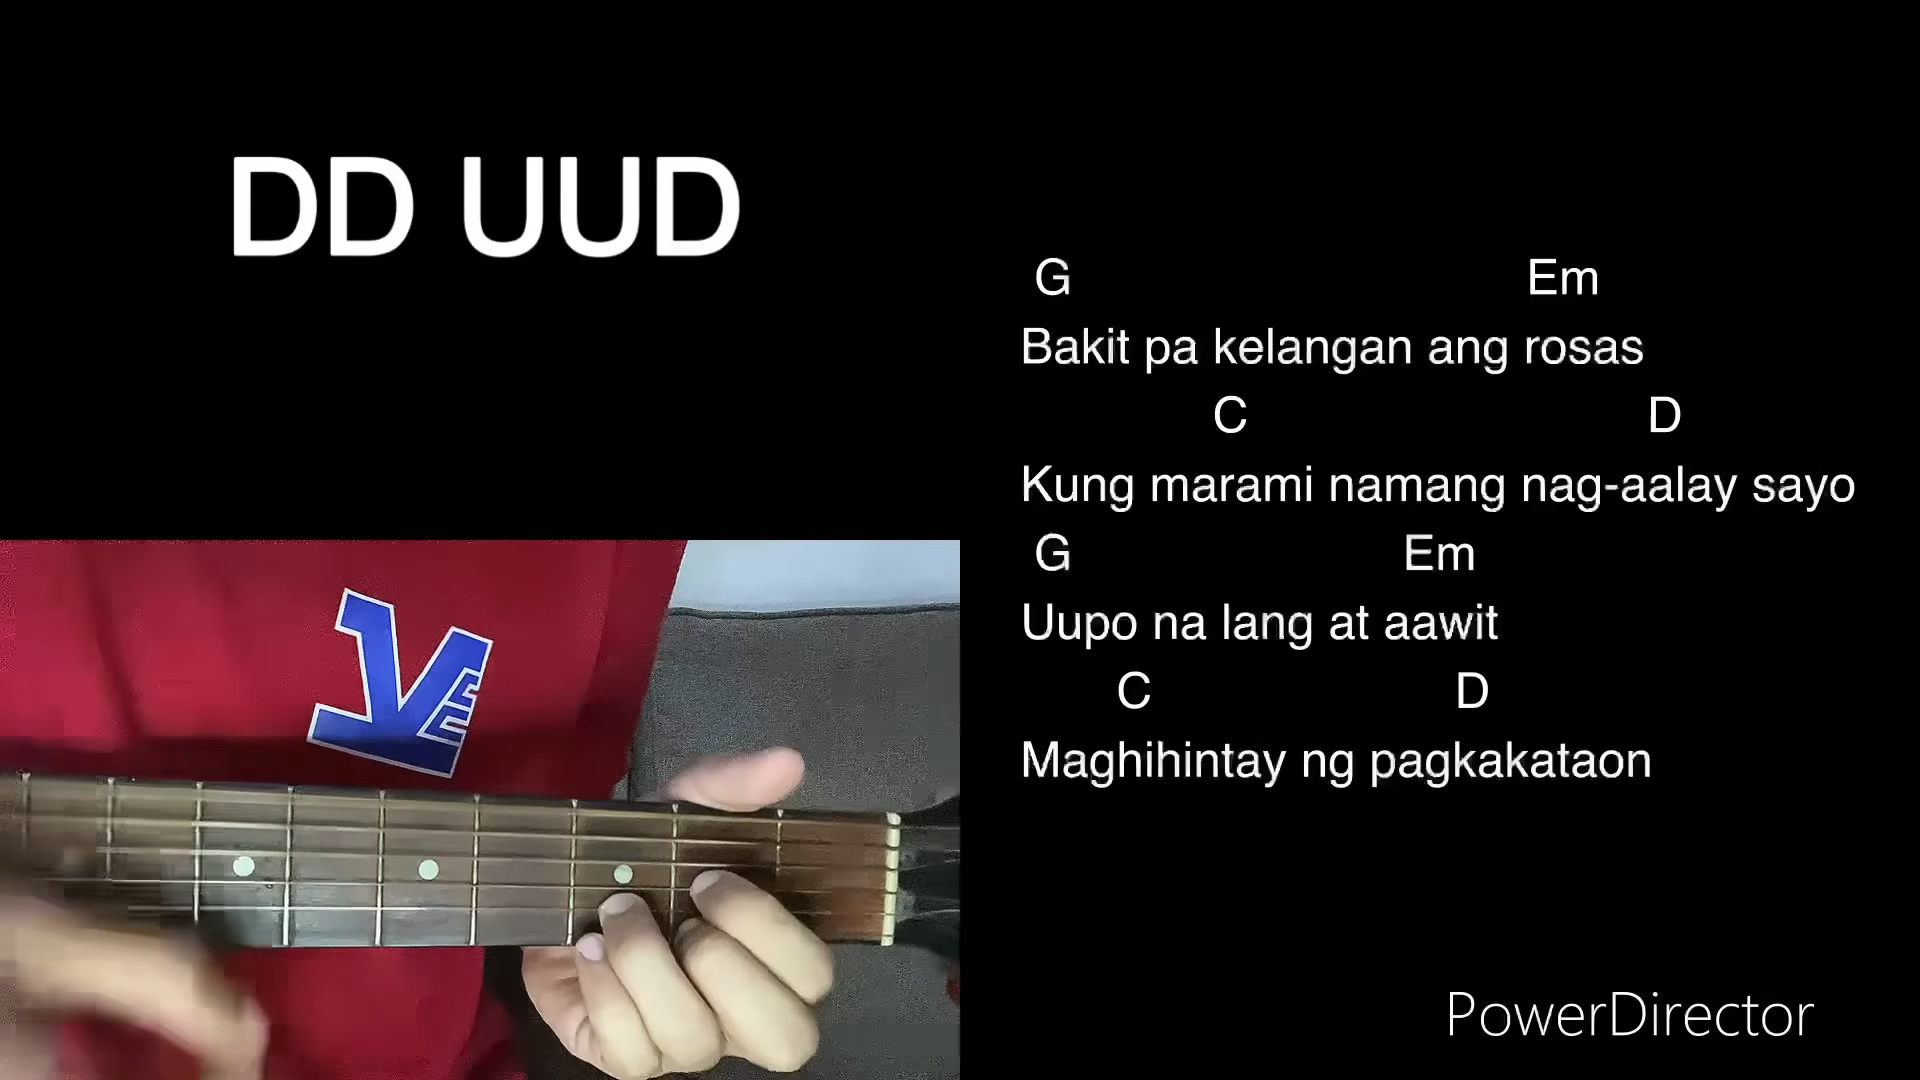 DD UUD
G Em
Bakit pa kelangan ang rosas
C D
Kung marami namang nag-aalay sayo
G Em
Uupo na lang at aawit
C D
Maghihintay ng pagkakataon
PowerDirector